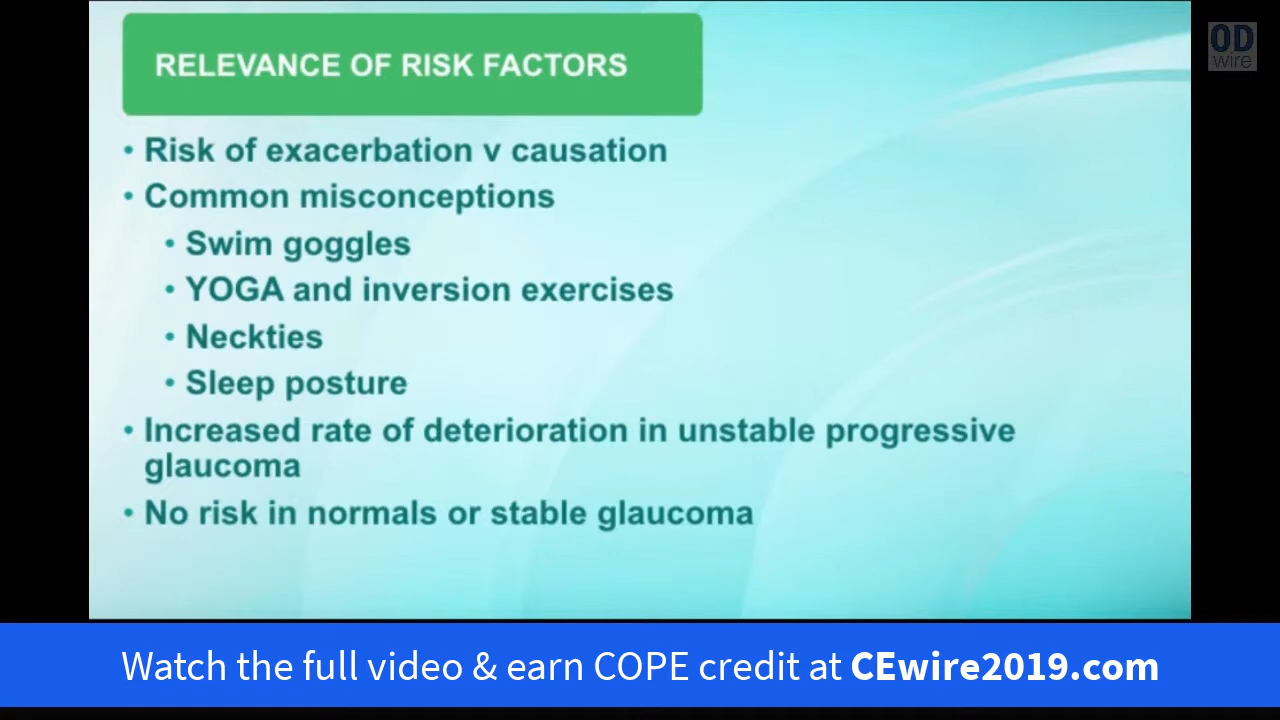 RELEVANCE OF RISK FACTORS
OD
wire
• Risk of exacerbation v causation
• Common misconceptions
• Swim goggles
• YOGA and inversion exercises
• Neckties
• Sleep posture
• Increased rate of deterioration in unstable progressive
glaucoma
• No risk in normals or stable glaucoma
Watch the full video & earn COPE credit at CEwire2019.com